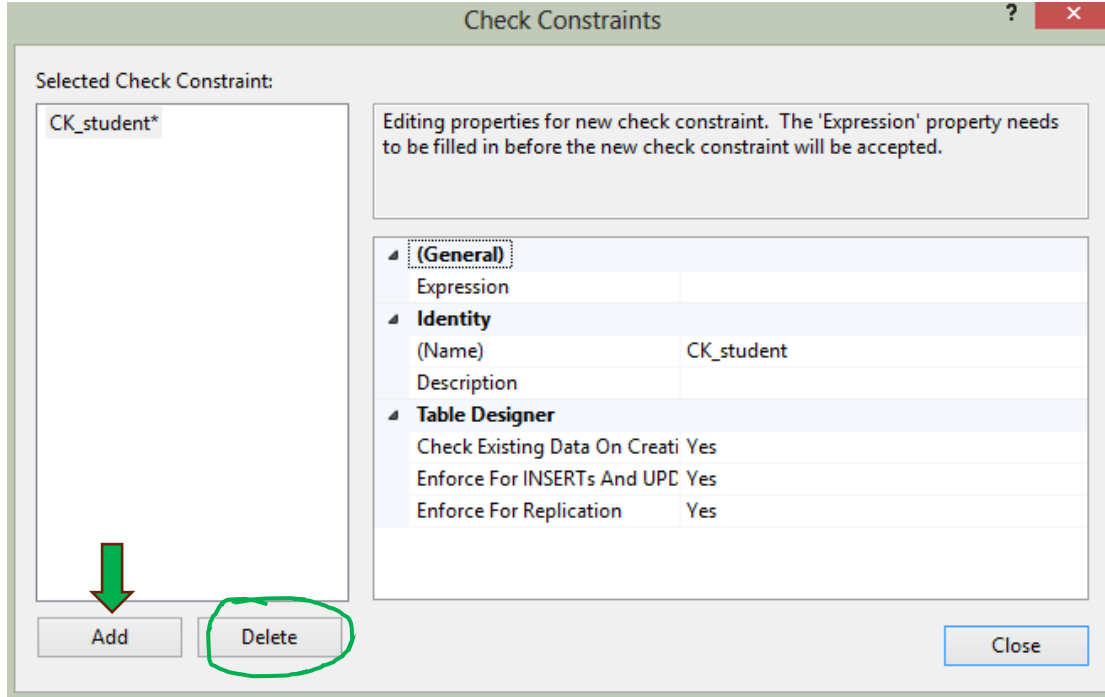 Check Constraints
?
Selected Check Constraint:
CK_student*
Editing properties for new check constraint. The 'Expression' property needs
to be filled in before the new check constraint will be accepted.
(General)
Expression
Identity
(Name) CK_student
Description
Table Designer
Check Existing Data On Creati Yes
Enforce For INSERTs And UPD Yes
Enforce For Replication Yes
Add Delete
Close